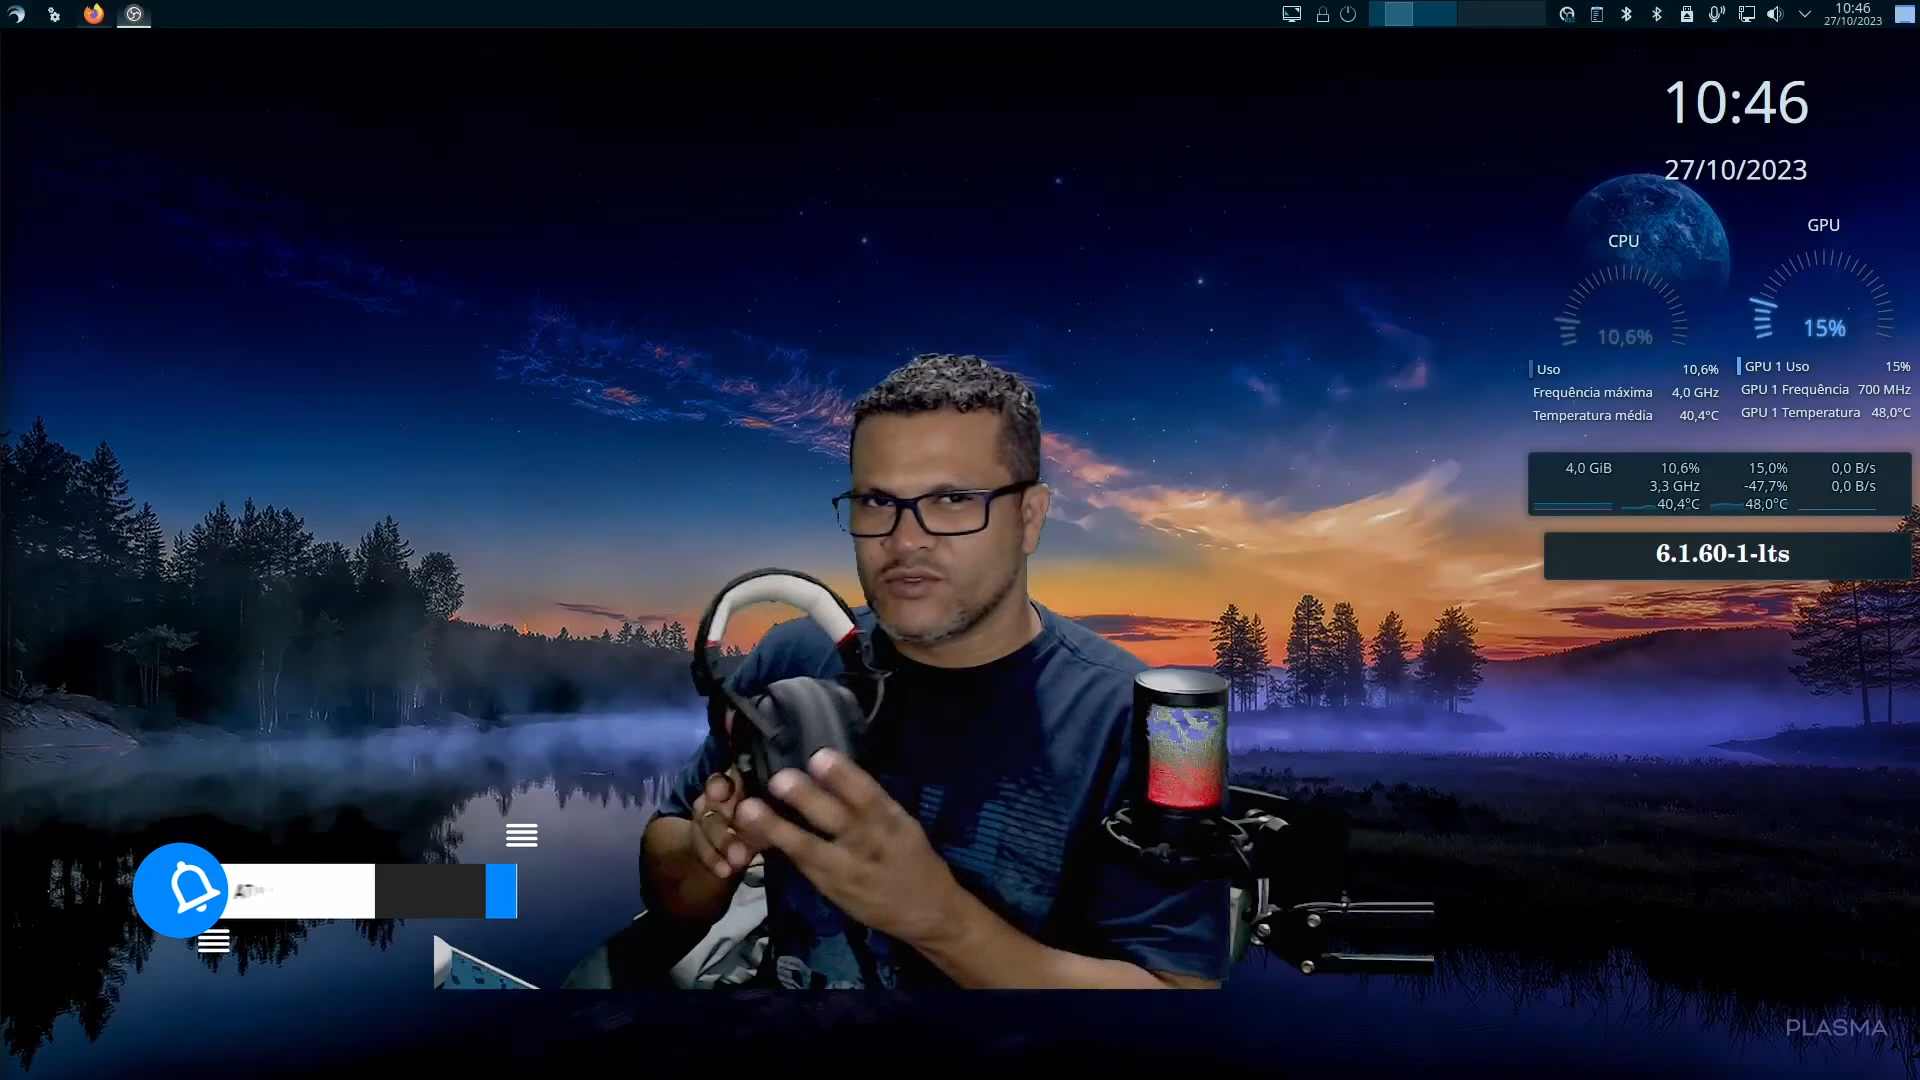 10:46
27/10/2023
10:46
27/10/2023
CPU
10,6%
Uso 10,6%
Frequência máxima 4,0 GHz
Temperatura média 40,4°C
GPU
15%
GPU 1 Uso 15%
GPU 1 Frequência 700 MHz
GPU 1 Temperatura 48,0°C
4,0 GiB 10,6% 15,0% 0,0 B/s
3,3 GHz -47,7% 0,0 B/s
40,4°C 48,0°C
6.1.60-1-lts
PLASMA